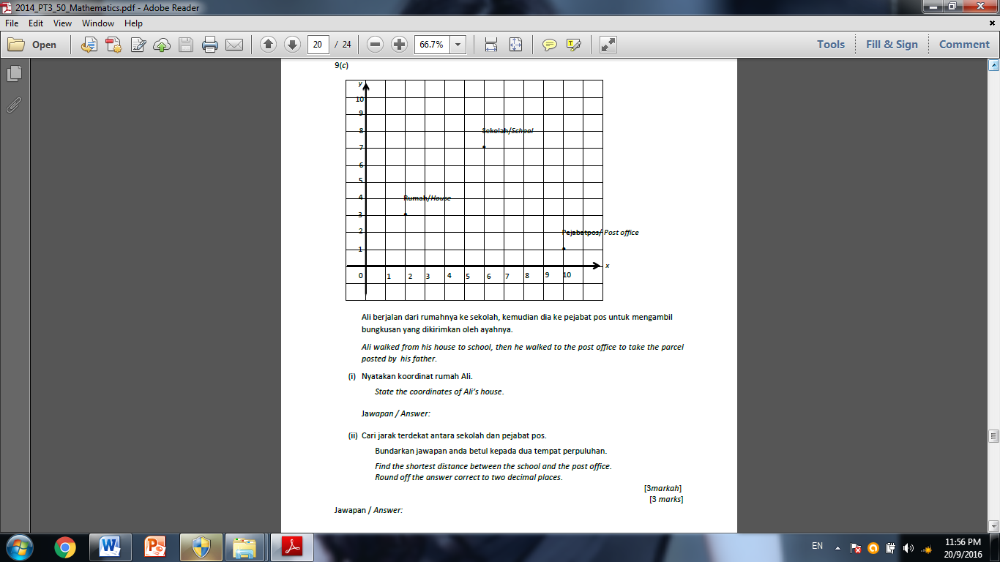 2014_PT3_50_Mathematics.pdf - Adobe Reader
File Edit View Window Help
Open 20 / 24 66.7% Tools Fill & Sign Comment
9(c)
y
10
9
8 Sekolah/School
7
6
5
4 Rumah/House
3
2 Pejabatpos/ Post office
1
x
0 1 2 3 4 5 6 7 8 9 10
Ali berjalan dari rumahnya ke sekolah, kemudian dia ke pejabat pos untuk mengambil
bungkusan yang dikirimkan oleh ayahnya.
Ali walked from his house to school, then he walked to the post office to take the parcel
posted by his father.
(i) Nyatakan koordinat rumah Ali.
State the coordinates of Ali's house.
Jawapan / Answer:
(ii) Cari jarak terdekat antara sekolah dan pejabat pos.
Bundarkan jawapan anda betul kepada dua tempat perpuluhan.
Find the shortest distance between the school and the post office.
Round off the answer correct to two decimal places.
[3markah]
[3 marks]
Jawapan / Answer:
EN 11:56 PM
20/9/2016